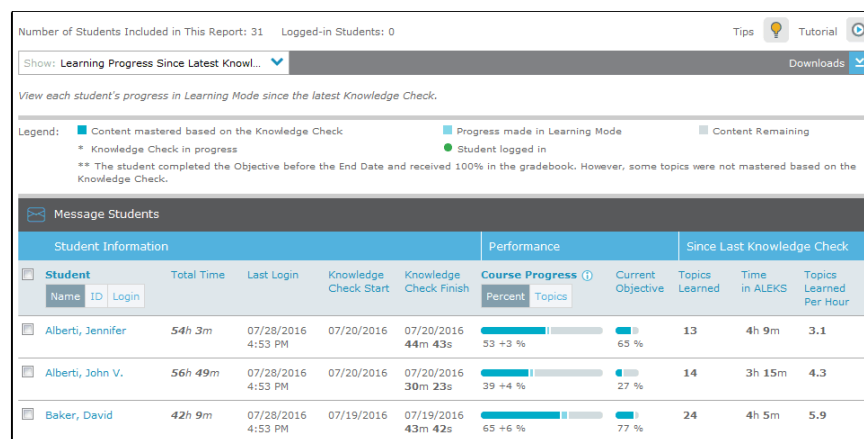 Number of Students Included in This Report: 31 Logged-in Students: 0 Tips Tutorial
Show: Learning Progress Since Latest Knowl... Downloads
View each student's progress in Learning Mode since the latest Knowledge Check.
Legend: Content mastered based on the Knowledge Check Progress made in Learning Mode Content Remaining
* Knowledge Check in progress Student logged in
** The student completed the Objective before the End Date and received 100% in the gradebook. However, some topics were not mastered based on the
Knowledge Check.
Message Students
Student Information Performance Since Last Knowledge Check
Student Total Time Last Login Knowledge Check Start Knowledge Check Finish Course Progress Current Objective Topics Learned Time in ALEKS Topics Learned Per Hour
Name ID Login Percent Topics
Alberti, Jennifer 54h 3m 07/28/2016 07/20/2016 07/20/2016 13 4h 9m 3.1
4:53 PM 44m 43s 53 +3 % 65 %
Alberti, John V. 56h 49m 07/28/2016 07/20/2016 07/20/2016 14 3h 15m 4.3
4:53 PM 30m 23s 39 +4 % 27 %
Baker, David 42h 9m 07/28/2016 07/19/2016 07/19/2016 24 4h 5m 5.9
4:53 PM 43m 42s 65 +6 % 77 %